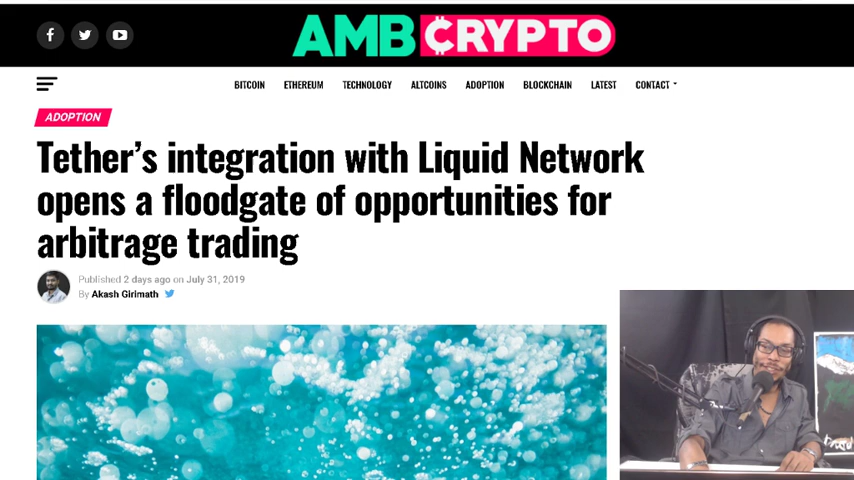 AMBCRYPTO
BITCOIN ETHEREUM TECHNOLOGY ALTCOINS ADOPTION BLOCKCHAIN LATEST CONTACT
ADOPTION
Tether's integration with Liquid Network
opens a floodgate of opportunities for
arbitrage trading
Published 2 days ago on July 31, 2019
By Akash Girimath